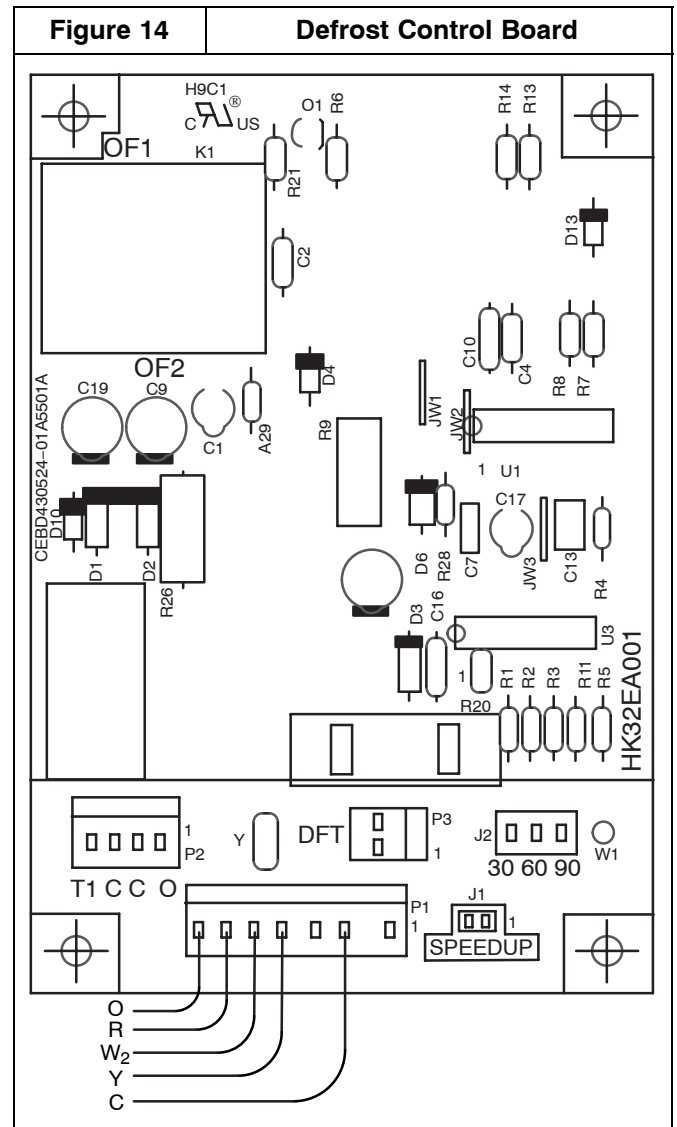 Figure 14
Defrost Control Board
H9C1
C US ®
O1
R6
R14
R13
OF1
K1
R21
D13
C2
C10
C4
R8
R7
OF2
D4
C19
C9
C1
A29
R9
JW1
JW2
1
U1
CEBD430524-01A5501A
D10
D1
D2
R26
D6
R28
C7
C17
JW3
C13
R4
D3
C16
U3
1
R20
R1
R2
R3
R11
R5
HK32EA001
1
P2
Y
DFT
P3
1
J2
W1
30 60 90
T1 C C O
P1
1
J1
1
SPEEDUP
O
R
W2
Y
C